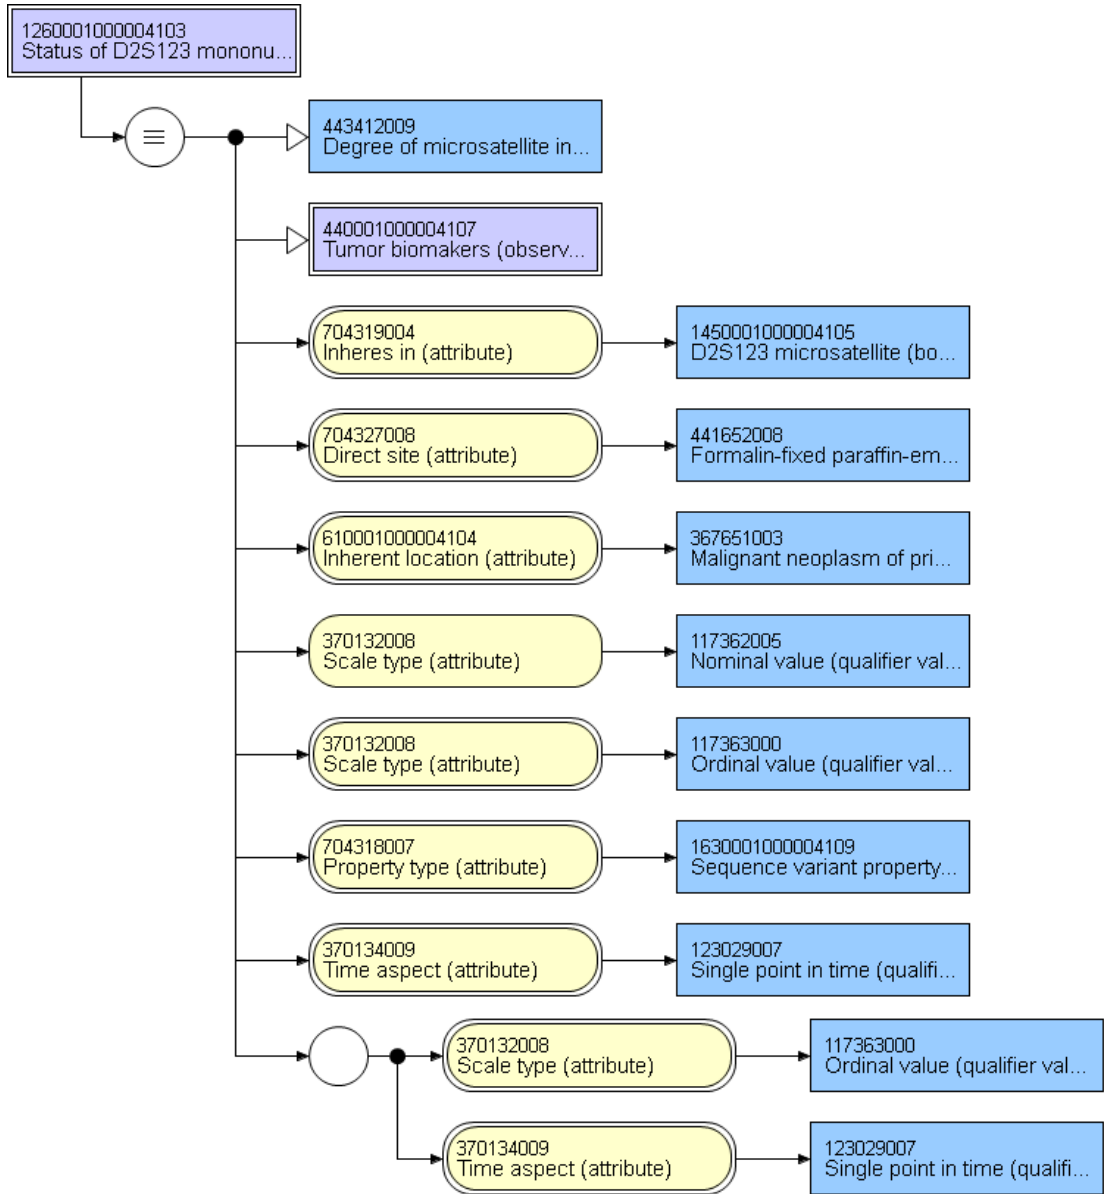 1260001000004103
Status of D2S123 mononu...
443412009
Degree of microsatellite in...
440001000004107
Tumor biomakers (observ...
704319004
Inheres in (attribute)
1450001000004105
D2S123 microsatellite (bo...
704327008
Direct site (attribute)
441652008
Formalin-fixed paraffin-em...
610001000004104
Inherent location (attribute)
367651003
Malignant neoplasm of pri...
370132008
Scale type (attribute)
117362005
Nominal value (qualifier val...
370132008
Scale type (attribute)
117363000
Ordinal value (qualifier val...
704318007
Property type (attribute)
1630001000004109
Sequence variant property...
370134009
Time aspect (attribute)
123029007
Single point in time (qualifi...
370132008
Scale type (attribute)
117363000
Ordinal value (qualifier val...
370134009
Time aspect (attribute)
123029007
Single point in time (qualifi...